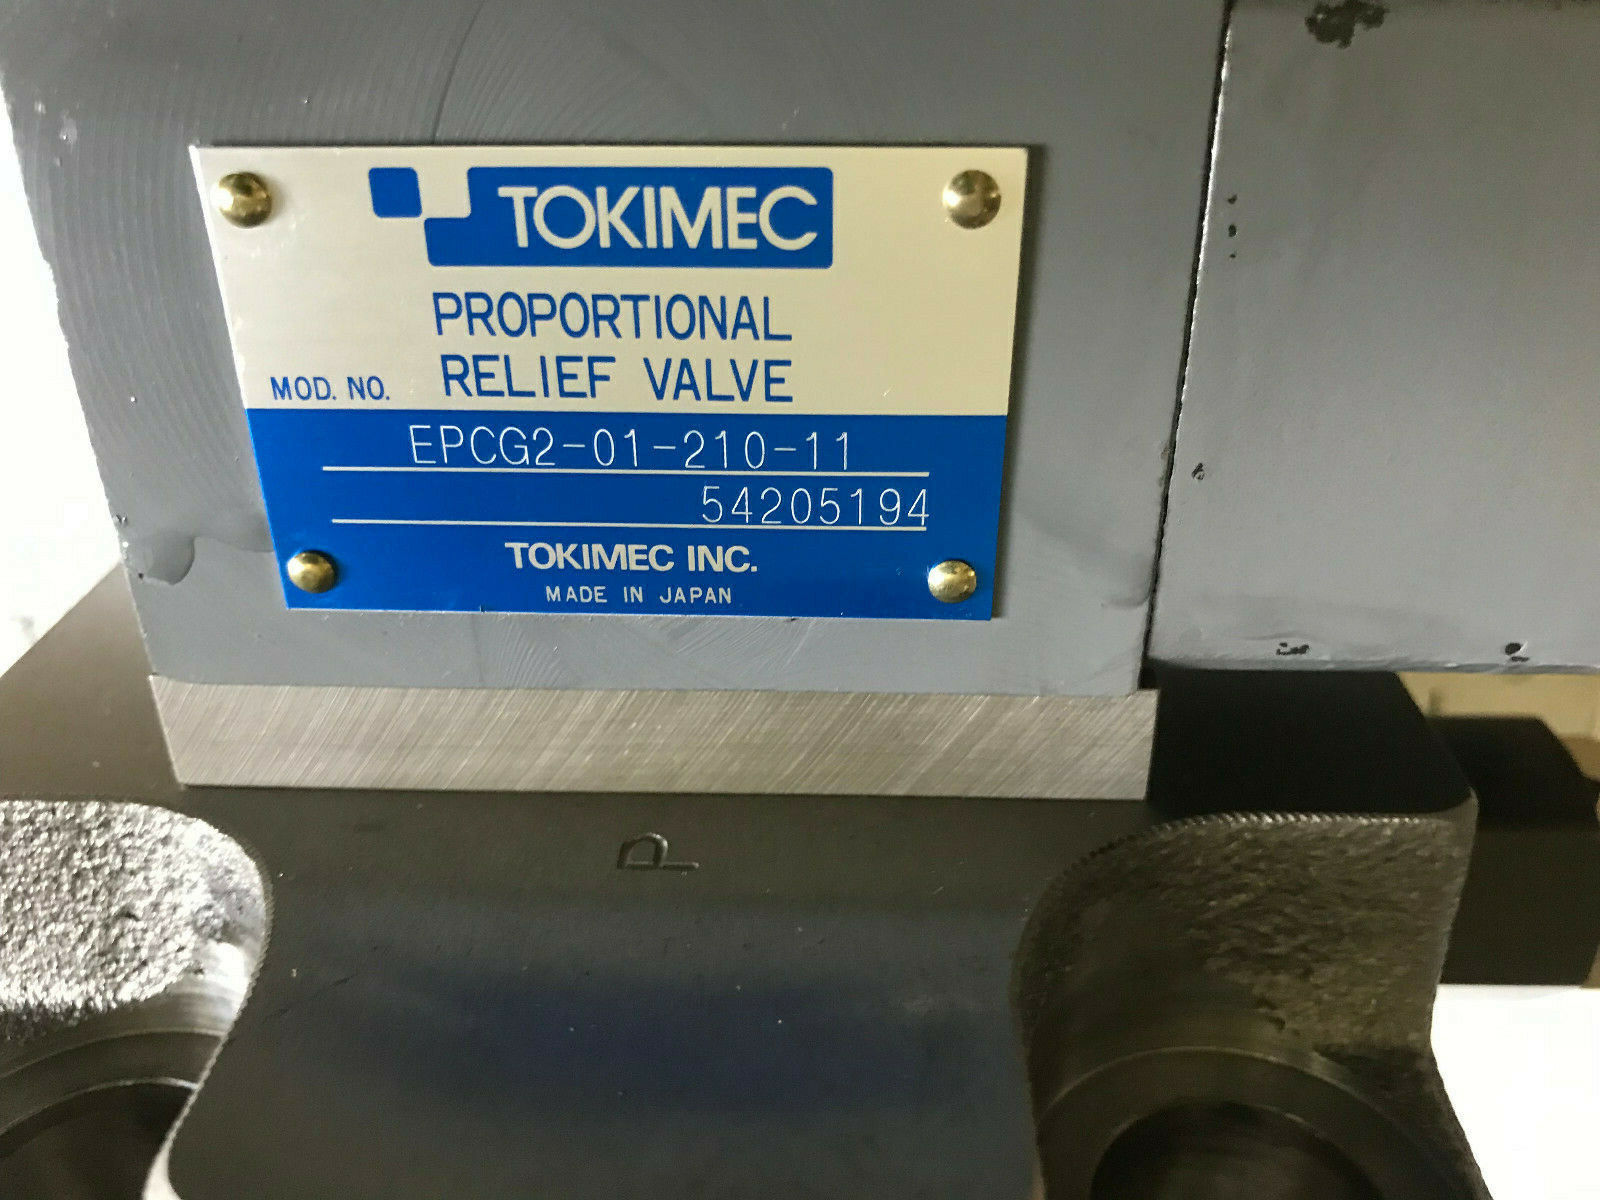 TOKIMEC
PROPORTIONAL
RELIEF VALVE
MOD. NO.
EPCG2-01-210-11
54205194
TOKIMEC INC.
MADE IN JAPAN
P